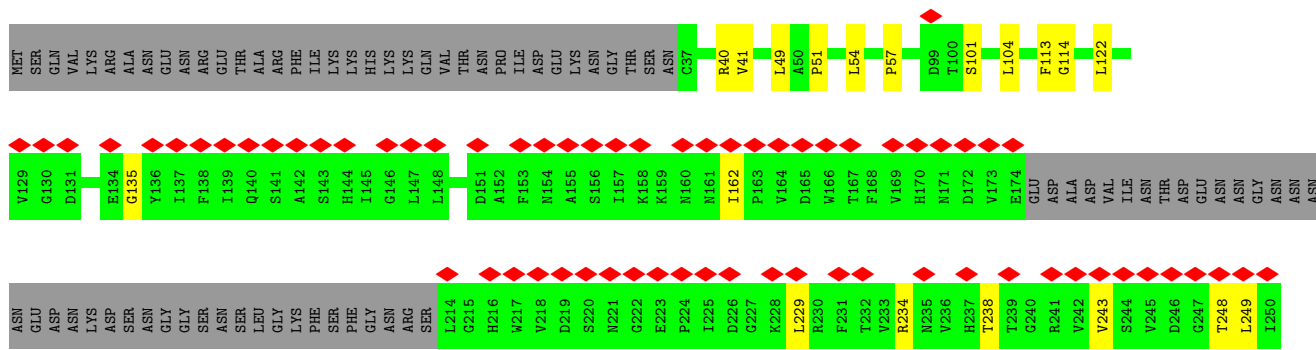 MET SER GLN VAL LYS ARG ALA ASN GLU ASN ARG GLU THR ALA ARG PHE ILE LYS LYS HIS LYS LYS GLN VAL THR ASN PRO ILE ASP GLU LYS ASN GLY THR SER ASN C37 R40 V41 L49 A50 P51 L54 P57 D99 T100 S101 L104 F113 G114 L122
V129 G130 D131 E134 G135 Y136 I137 F138 I139 Q140 S141 A142 S143 H144 I145 G146 L147 L148 D151 A152 F153 N154 A155 S156 I157 K158 K159 N160 N161 I162 P163 V164 D165 W166 T167 F168 V169 H170 N171 D172 V173 E174 GLU ASP ALA ASP VAL ILE ASN THR ASP GLU ASN ASN GLY ASN ASN ASN
ASN GLU ASP ASN LYS ASP SER ASN GLY GLY SER ASN SER LEU GLY LYS PHE SER PHE GLY ASN ARG SER L214 G215 H216 W217 V218 D219 S220 N221 G222 E223 P224 I225 D226 G227 K228 L229 R230 F231 T232 V233 R234 N235 V236 H237 T238 T239 G240 R241 V242 V243 S244 V245 D246 G247 T248 L249 I250